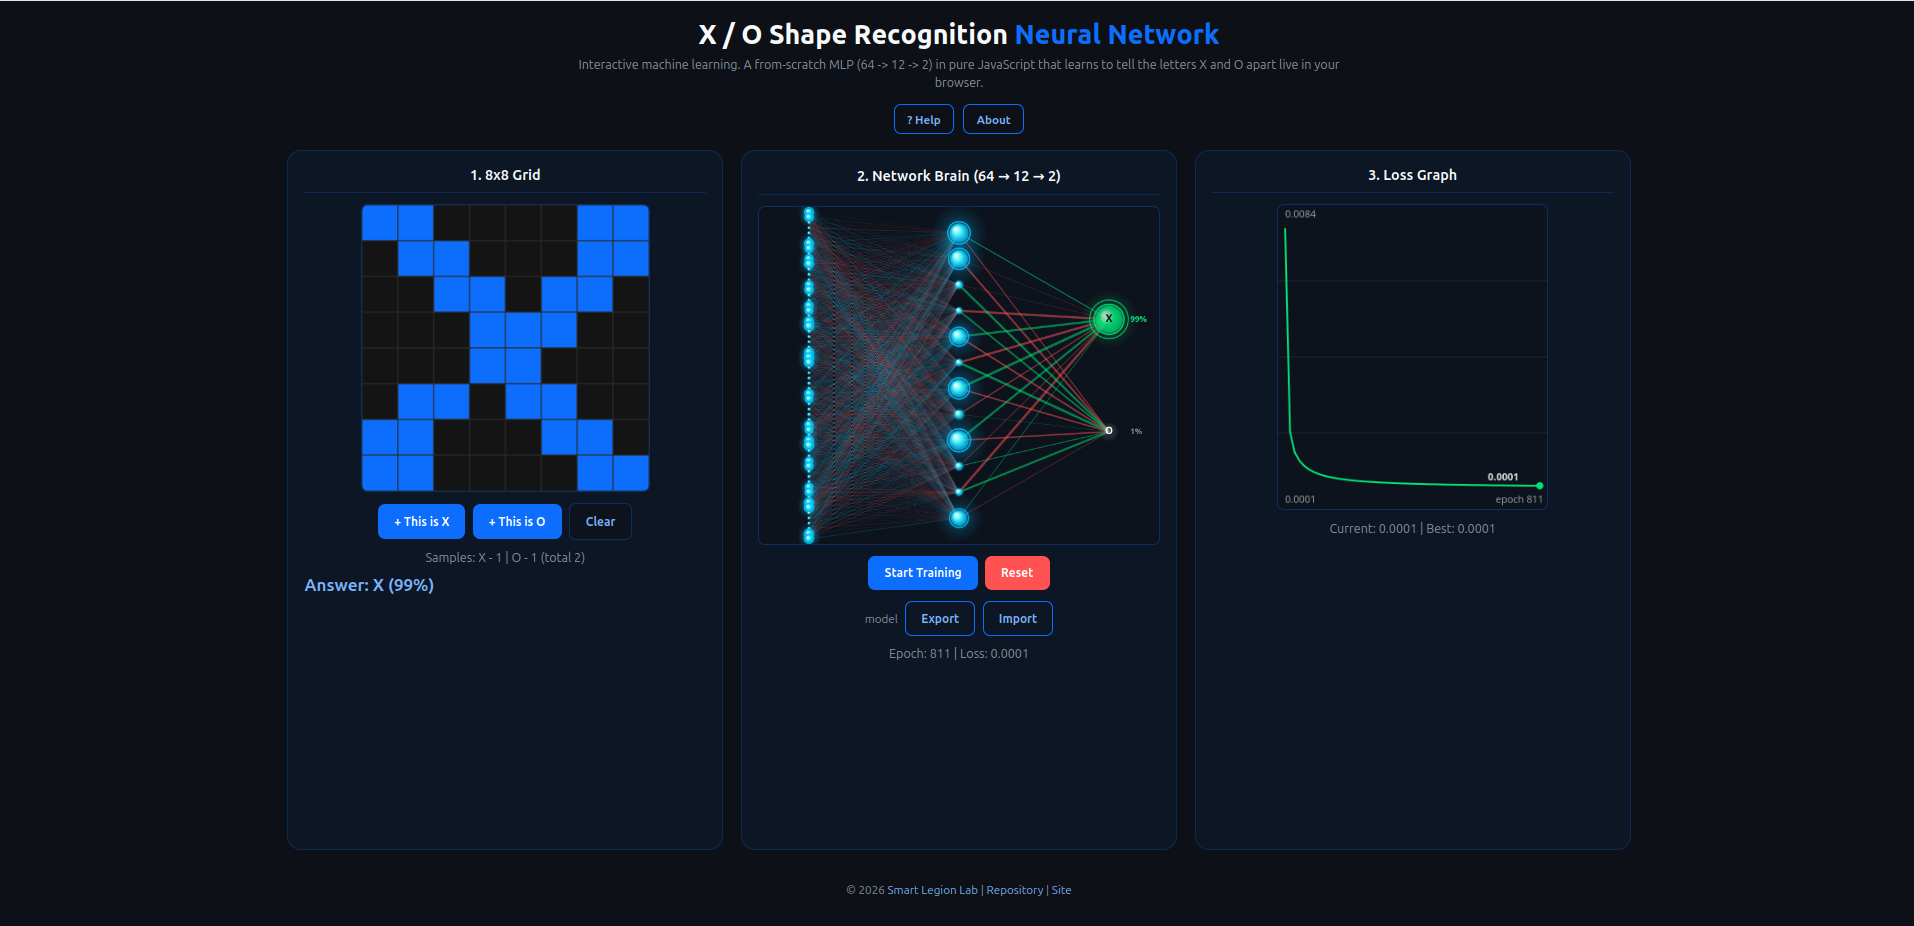 X / O Shape Recognition Neural Network
Interactive machine learning. A from-scratch MLP (64 -> 12 -> 2) in pure JavaScript that learns to tell the letters X and O apart live in your
browser.
? Help
About
1. 8x8 Grid
+ This is X
+ This is O
Clear
Samples: X - 1 | O - 1 (total 2)
Answer: X (99%)
2. Network Brain (64 → 12 → 2)
X 99%
O 1%
Start Training
Reset
model
Export
Import
Epoch: 811 | Loss: 0.0001
3. Loss Graph
0.0084
0.0001
0.0001
epoch 811
Current: 0.0001 | Best: 0.0001
© 2026 Smart Legion Lab | Repository | Site